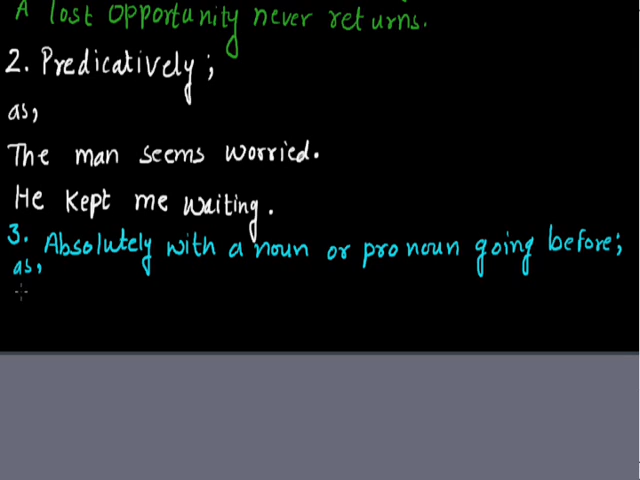 A lost opportunity never returns.
2. Predicatively;
as,
The man seems worried.
He kept me waiting.
3. Absolutely with a noun or pronoun going before;
as,